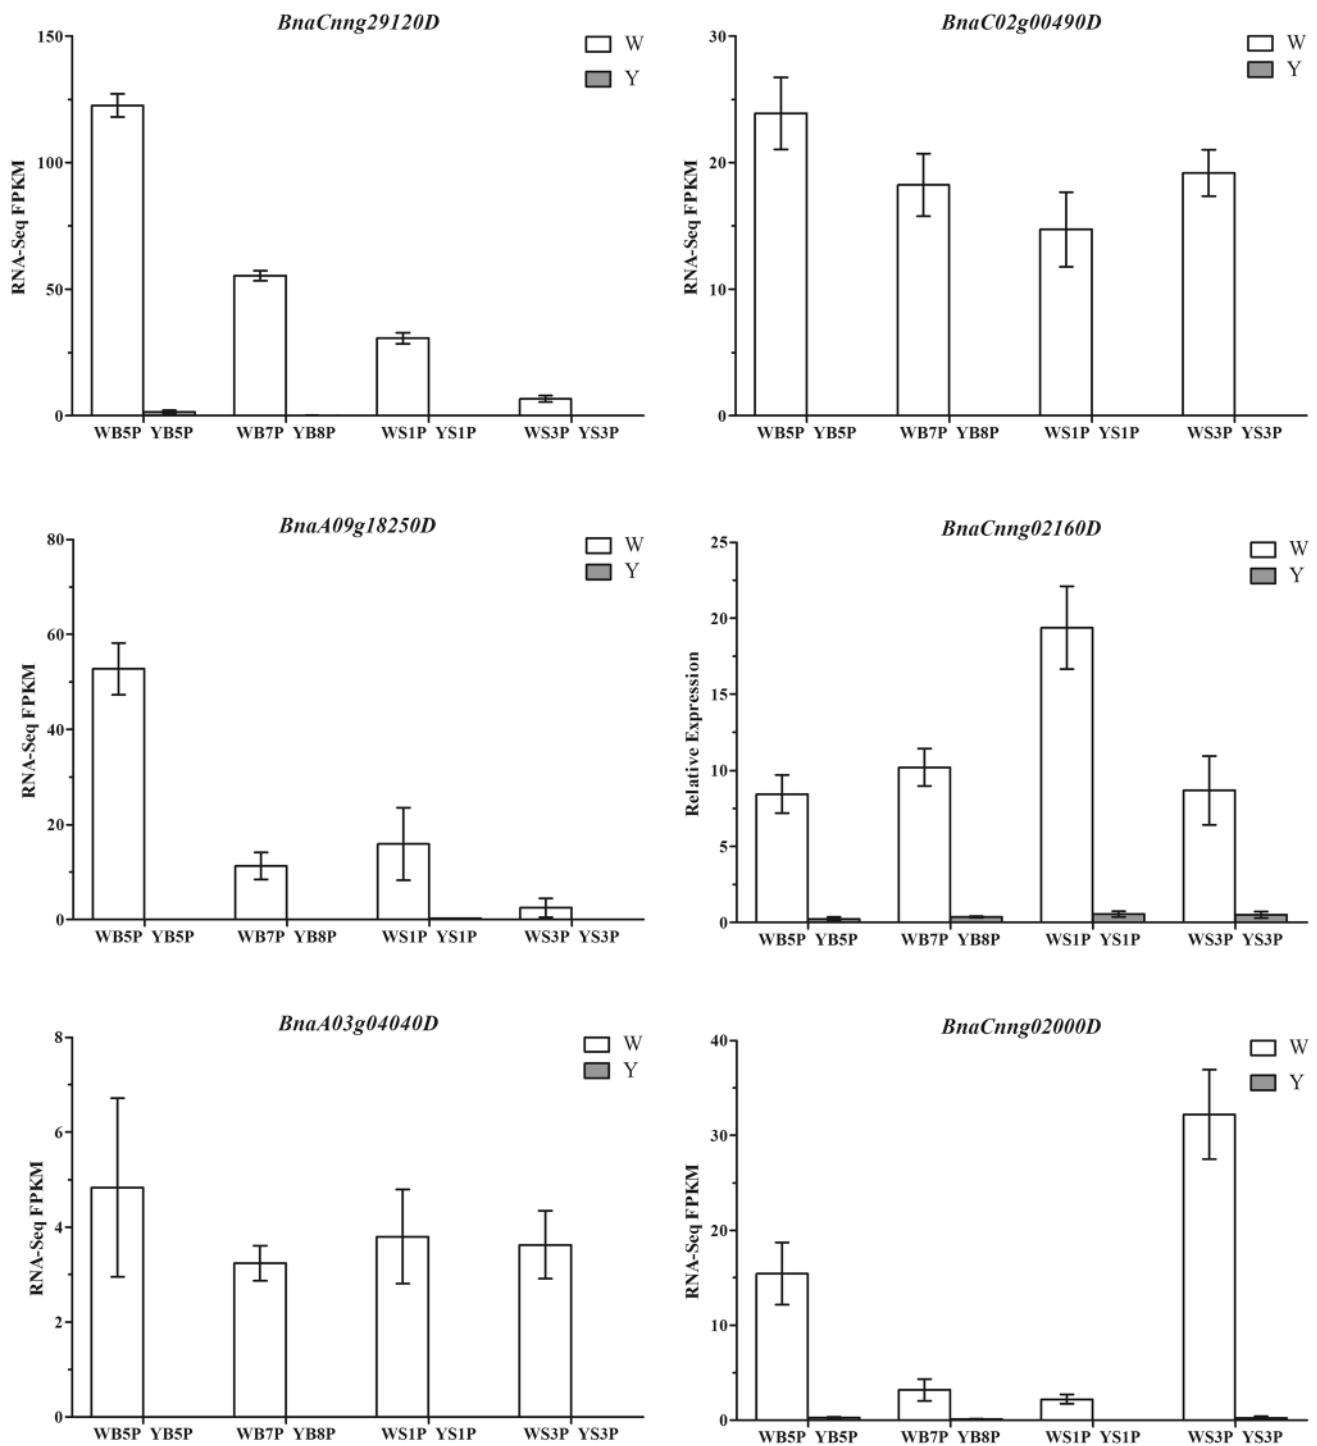 BnaCnng29120D
W
Y
RNA-Seq FPKM
150
100
50
0
WB5P YB5P WB7P YB8P WS1P YS1P WS3P YS3P
BnaC02g00490D
W
Y
RNA-Seq FPKM
30
20
10
0
WB5P YB5P WB7P YB8P WS1P YS1P WS3P YS3P
BnaA09g18250D
W
Y
RNA-Seq FPKM
80
60
40
20
0
WB5P YB5P WB7P YB8P WS1P YS1P WS3P YS3P
BnaCnng02160D
W
Y
Relative Expression
25
20
15
10
5
0
WB5P YB5P WB7P YB8P WS1P YS1P WS3P YS3P
BnaA03g04040D
W
Y
RNA-Seq FPKM
8
6
4
2
0
WB5P YB5P WB7P YB8P WS1P YS1P WS3P YS3P
BnaCnng02000D
W
Y
RNA-Seq FPKM
40
30
20
10
0
WB5P YB5P WB7P YB8P WS1P YS1P WS3P YS3P